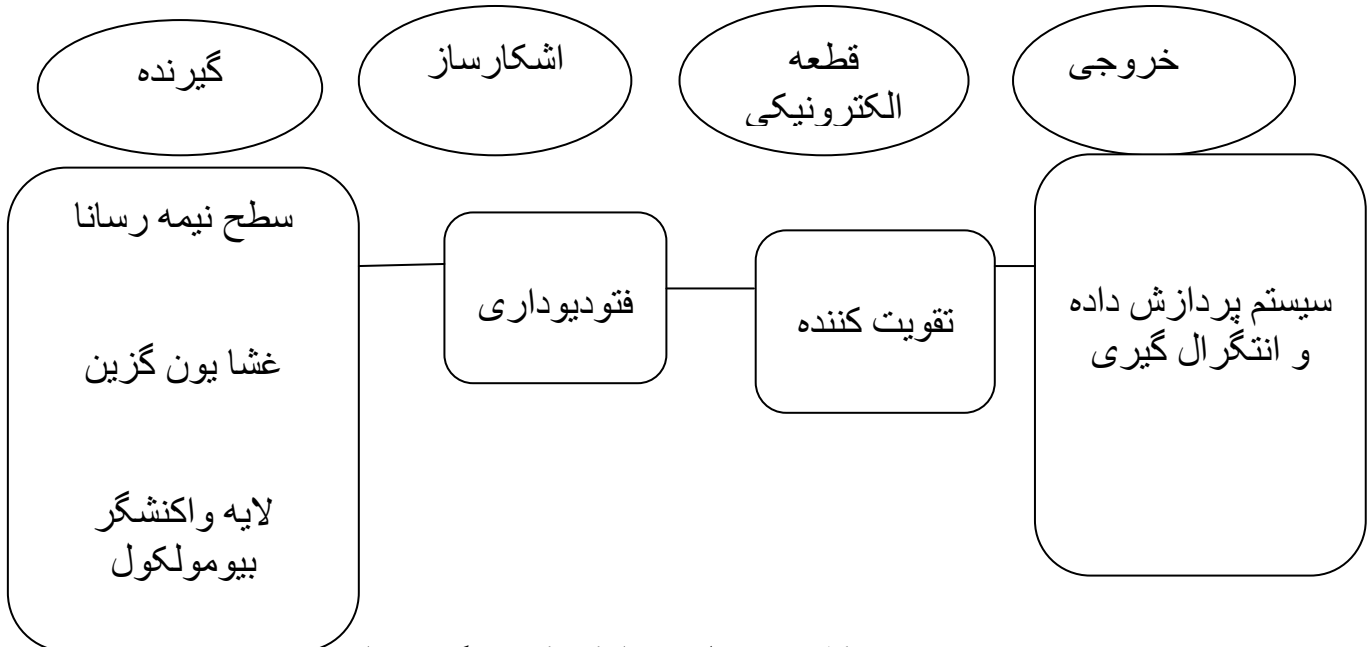 گیرنده
اشکارساز
قطعه
الکترونیکی
خروجی
سطح نیمه رسانا
غشا یون گزین
لایه واکنشگر
بیومولکول
فتودیوداری
تقویت کننده
سیستم پردازش داده
و انتگرال گیری